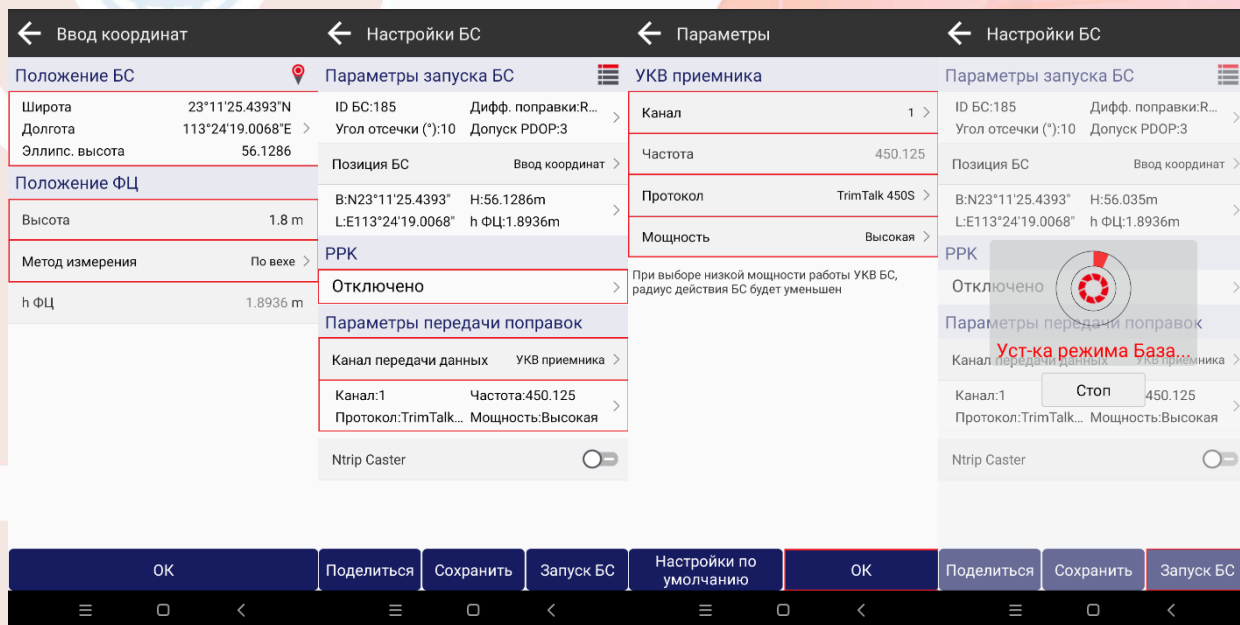 Ввод координат
Положение БС
Широта 23°11'25.4393"N
Долгота 113°24'19.0068"E
Эллипс. высота 56.1286
Положение ФЦ
Высота 1.8 m
Метод измерения По вехе
h ФЦ 1.8936 m
ОК
Настройки БС
Параметры запуска БС
ID БС:185 Дифф. поправки:R...
Угол отсечки (°):10 Допуск PDOP:3
Позиция БС Ввод координат
B:N23°11'25.4393" H:56.1286m
L:E113°24'19.0068" h ФЦ:1.8936m
PPK
Отключено
Параметры передачи поправок
Канал передачи данных УКВ приемника
Канал:1 Частота:450.125
Протокол:TrimTalk... Мощность:Высокая
Ntrip Caster
Поделиться Сохранить Запуск БС
Параметры
УКВ приемника
Канал 1
Частота 450.125
Протокол TrimTalk 450S
Мощность Высокая
При выборе низкой мощности работы УКВ БС,
радиус действия БС будет уменьшен
Настройки по
умолчанию
ОК
Настройки БС
Параметры запуска БС
ID БС:185 Дифф. поправки:R...
Угол отсечки (°):10 Допуск PDOP:3
Позиция БС Ввод координат
B:N23°11'25.4393" H:56.035m
L:E113°24'19.0068" h ФЦ:1.8936m
PPK
Отключено
Параметры передачи поправок
Уст-ка режима База...
Канал передачи данных УКВ приемника
Стоп
Канал:1 450.125
Протокол:TrimTalk... Мощность:Высокая
Ntrip Caster
Поделиться Сохранить Запуск БС